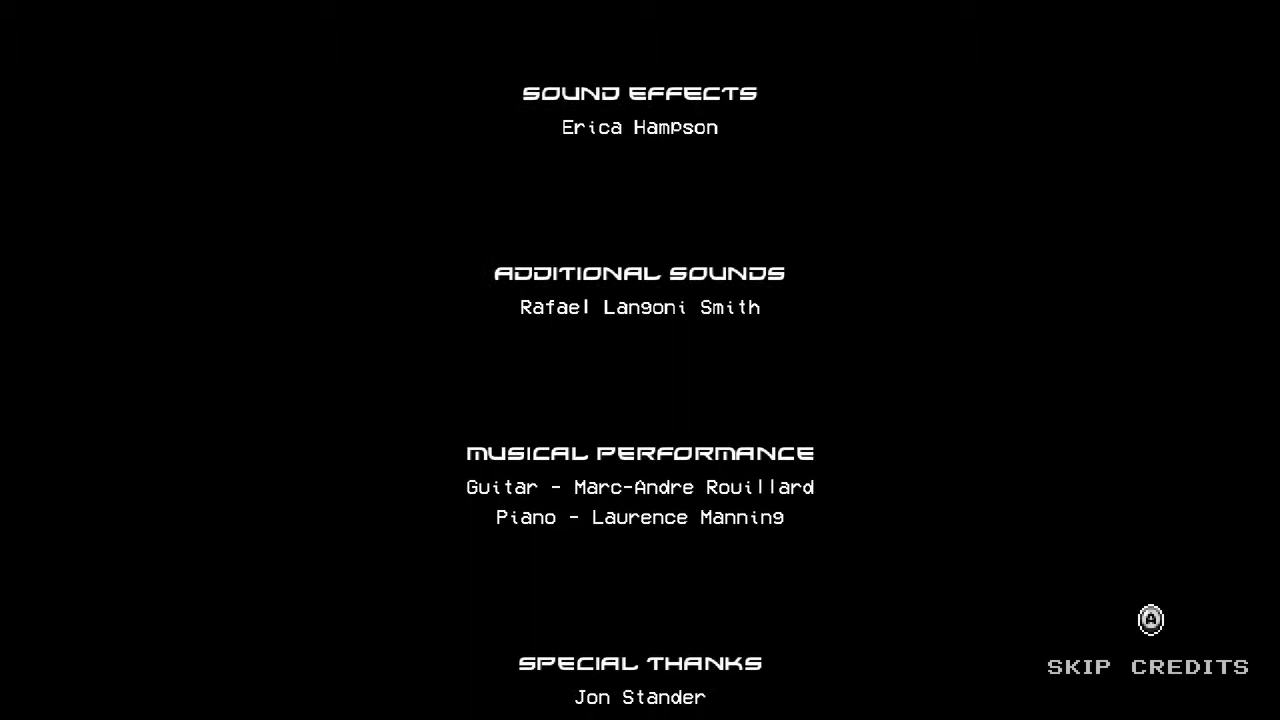 SOUND EFFECTS
Erica Hampson
ADDITIONAL SOUNDS
Rafael Langoni Smith
MUSICAL PERFORMANCE
Guitar - Marc-Andre Rouillard
Piano - Laurence Manning
SPECIAL THANKS
Jon Stander
A
SKIP CREDITS